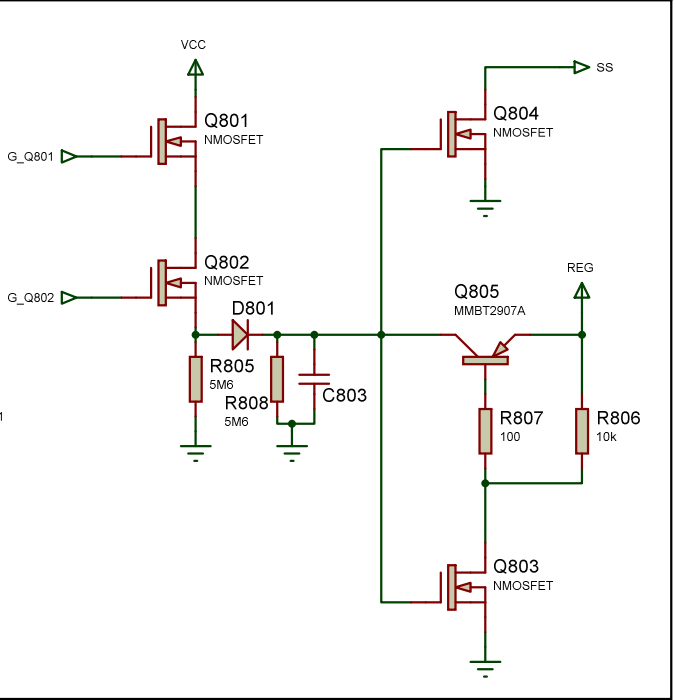 VCC
Q801
NMOSFET
G_Q801
Q802
NMOSFET
G_Q802
D801
R805
5M6
R808
5M6
C803
1
SS
Q804
NMOSFET
REG
Q805
MMBT2907A
R807
100
R806
10k
Q803
NMOSFET